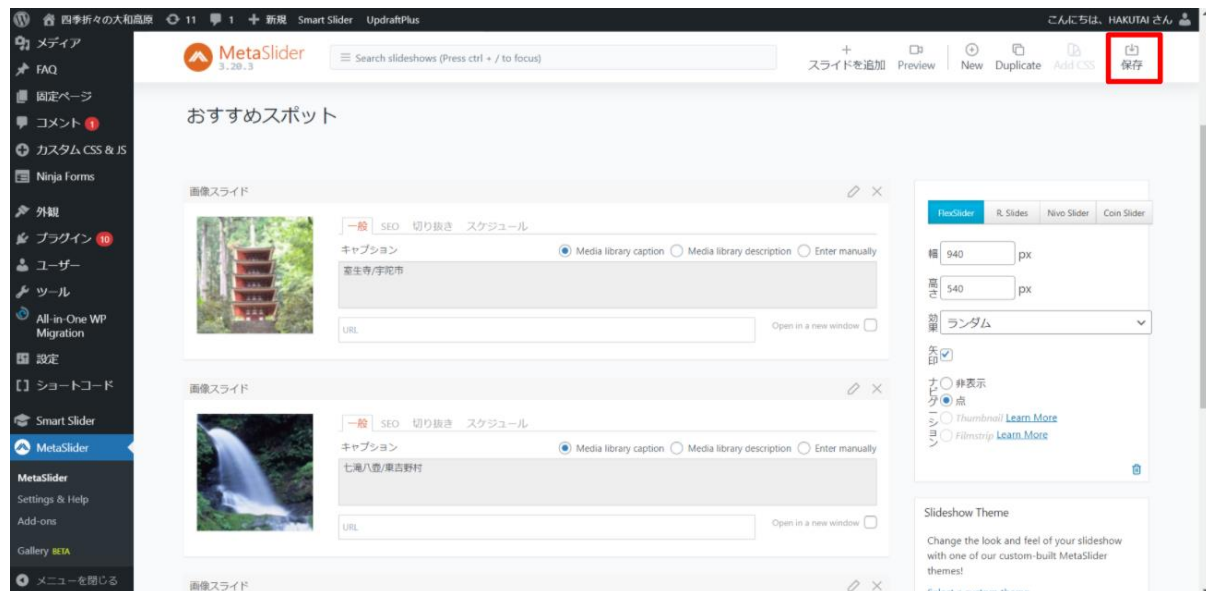 四季折々の大和高原 11 1 + 新規 Smart Slider UpdraftPlus こんにちは、HAKUTAI さん
メディア
FAQ
固定ページ
コメント 1
カスタム CSS & JS
Ninja Forms
外観
プラグイン 10
ユーザー
ツール
All-in-One WP
Migration
設定
[ ] ショートコード
Smart Slider
MetaSlider
MetaSlider
Settings & Help
Add-ons
Gallery BETA
メニューを閉じる
MetaSlider
3.20.3
Search slideshows (Press ctrl + / to focus)
スライドを追加 Preview New Duplicate Add CSS 保存
おすすめスポット
画像スライド
一般 SEO 切り抜き スケジュール
キャプション Media library caption Media library description Enter manually
室生寺/宇陀市
URL Open in a new window
画像スライド
一般 SEO 切り抜き スケジュール
キャプション Media library caption Media library description Enter manually
七滝八壺/東吉野村
URL Open in a new window
画像スライド
FlexSlider R. Slides Nivo Slider Coin Slider
幅 940 px
高さ 540 px
効果 ランダム
矢印
ナビゲーション
非表示
点
Thumbnail Learn More
Filmstrip Learn More
Slideshow Theme
Change the look and feel of your slideshow
with one of our custom-built MetaSlider
themes!